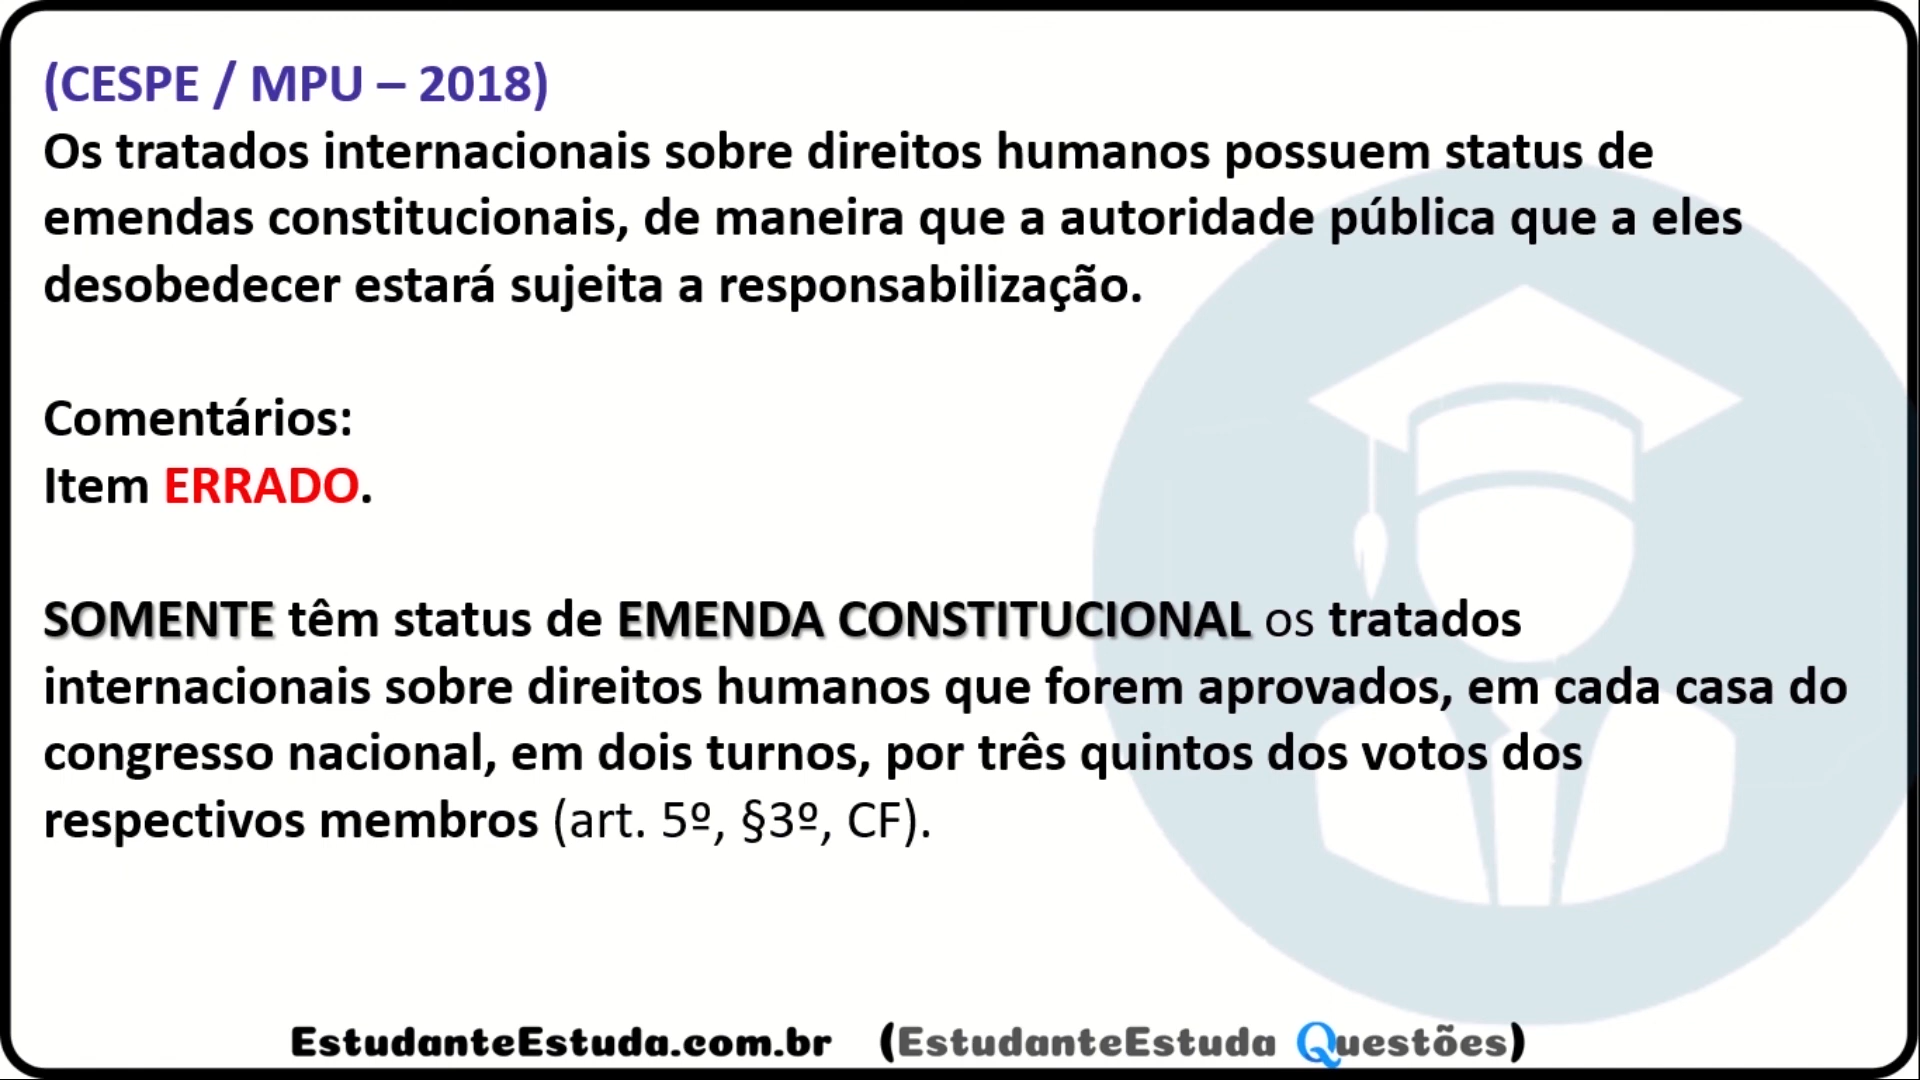 (CESPE / MPU – 2018)
Os tratados internacionais sobre direitos humanos possuem status de
emendas constitucionais, de maneira que a autoridade pública que a eles
desobedecer estará sujeita a responsabilização.
Comentários:
Item ERRADO.
SOMENTE têm status de EMENDA CONSTITUCIONAL os tratados
internacionais sobre direitos humanos que forem aprovados, em cada casa do
congresso nacional, em dois turnos, por três quintos dos votos dos
respectivos membros (art. 5º, §3º, CF).
EstudanteEstuda.com.br (EstudanteEstuda Questões)